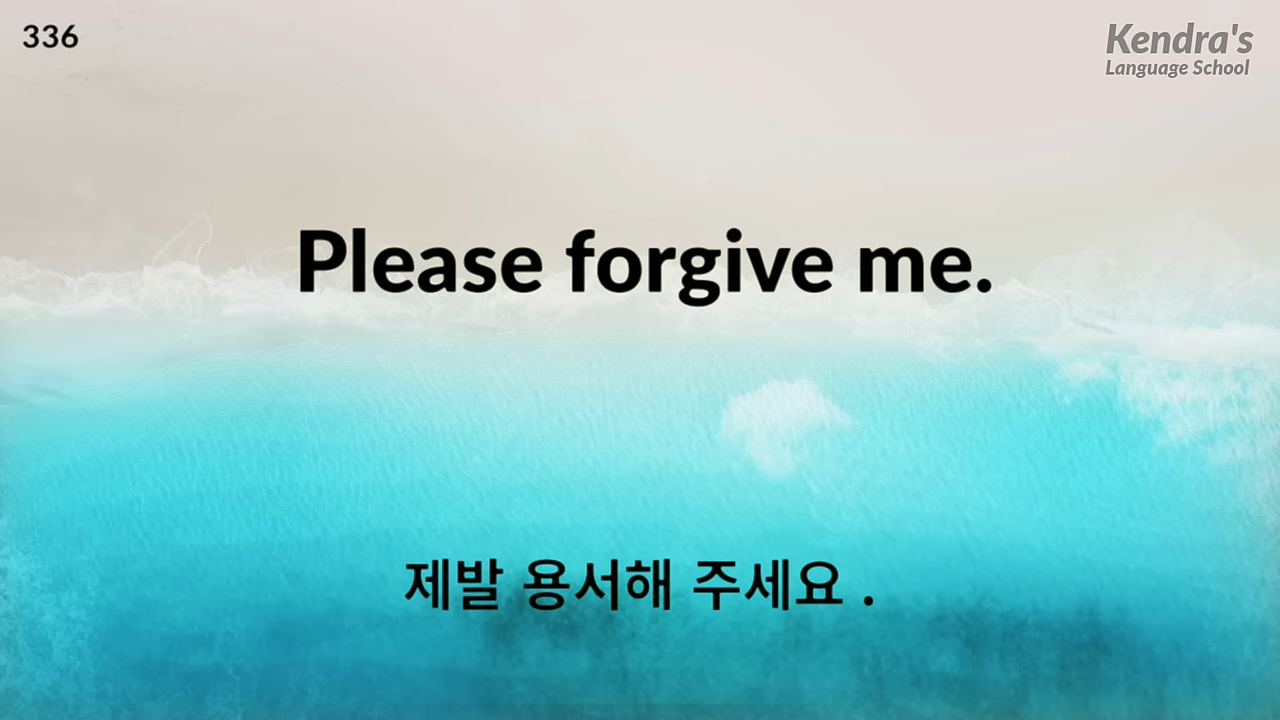 336
Kendra's
Language School
Please forgive me.
제발 용서해 주세요 .